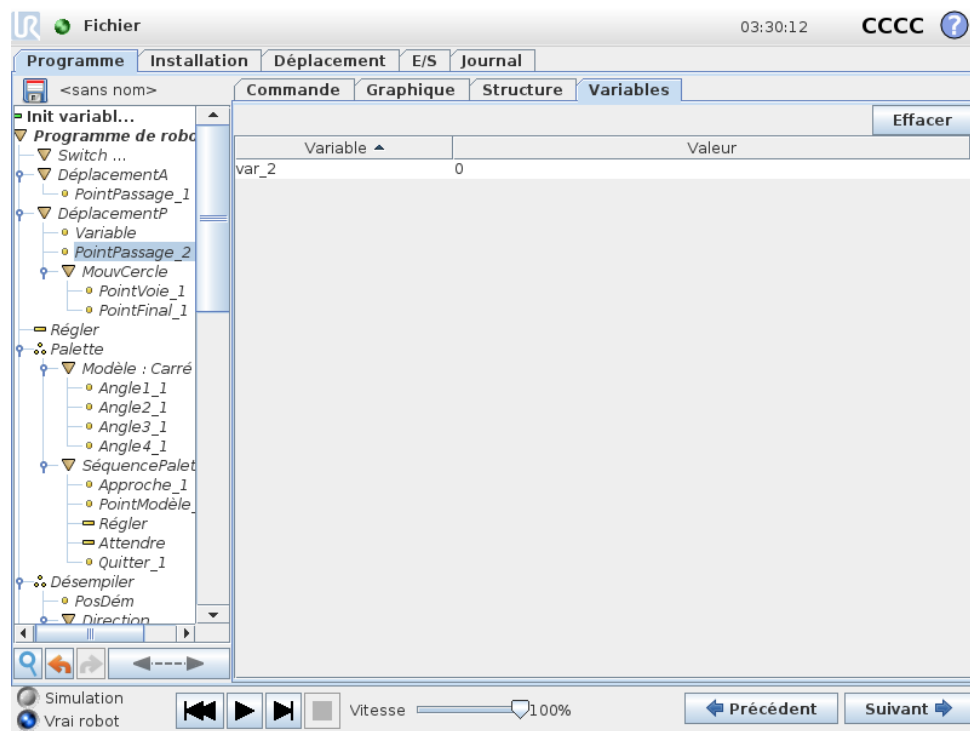 UR Fichier 03:30:12 CCCC ?
Programme Installation Déplacement E/S Journal
<sans nom> Commande Graphique Structure Variables
Effacer
Variable Valeur
var_2 0
Init variabl...
Programme de robo
Switch ...
DéplacementA
PointPassage_1
DéplacementP
Variable
PointPassage_2
MouvCercle
PointVoie_1
PointFinal_1
Régler
Palette
Modèle : Carré
Angle1_1
Angle2_1
Angle3_1
Angle4_1
SéquencePalet
Approche_1
PointModèle_
Régler
Attendre
Quitter_1
Désempiler
PosDém
Direction
Simulation
Vrai robot
Vitesse 100%
Précédent Suivant